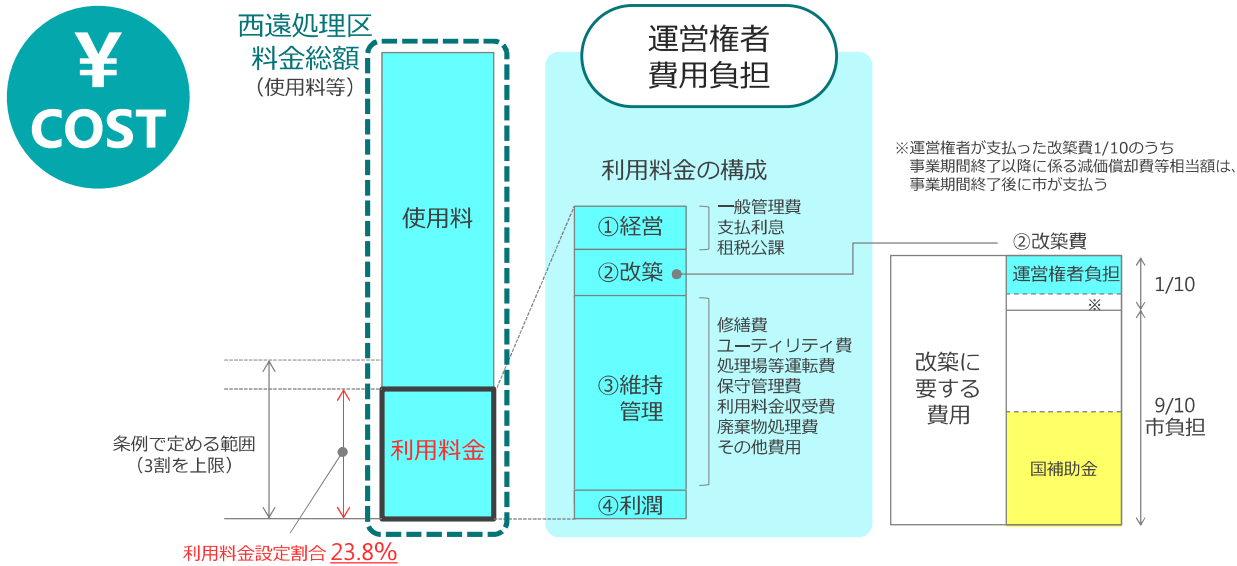 ¥
COST
西遠処理区
料金総額
（使用料等）
使用料
利用料金
条例で定める範囲
（3割を上限）
利用料金設定割合 23.8%
運営権者
費用負担
利用料金の構成
①経営
②改築
③維持
管理
④利潤
一般管理費
支払利息
租税公課
修繕費
ユーティリティ費
処理場等運転費
保守管理費
利用料金収受費
廃棄物処理費
その他費用
※運営権者が支払った改築費1/10のうち
事業期間終了以降に係る減価償却費等相当額は、
事業期間終了後に市が支払う
②改築費
運営権者負担
※
1/10
改築に
要する
費用
9/10
市負担
国補助金